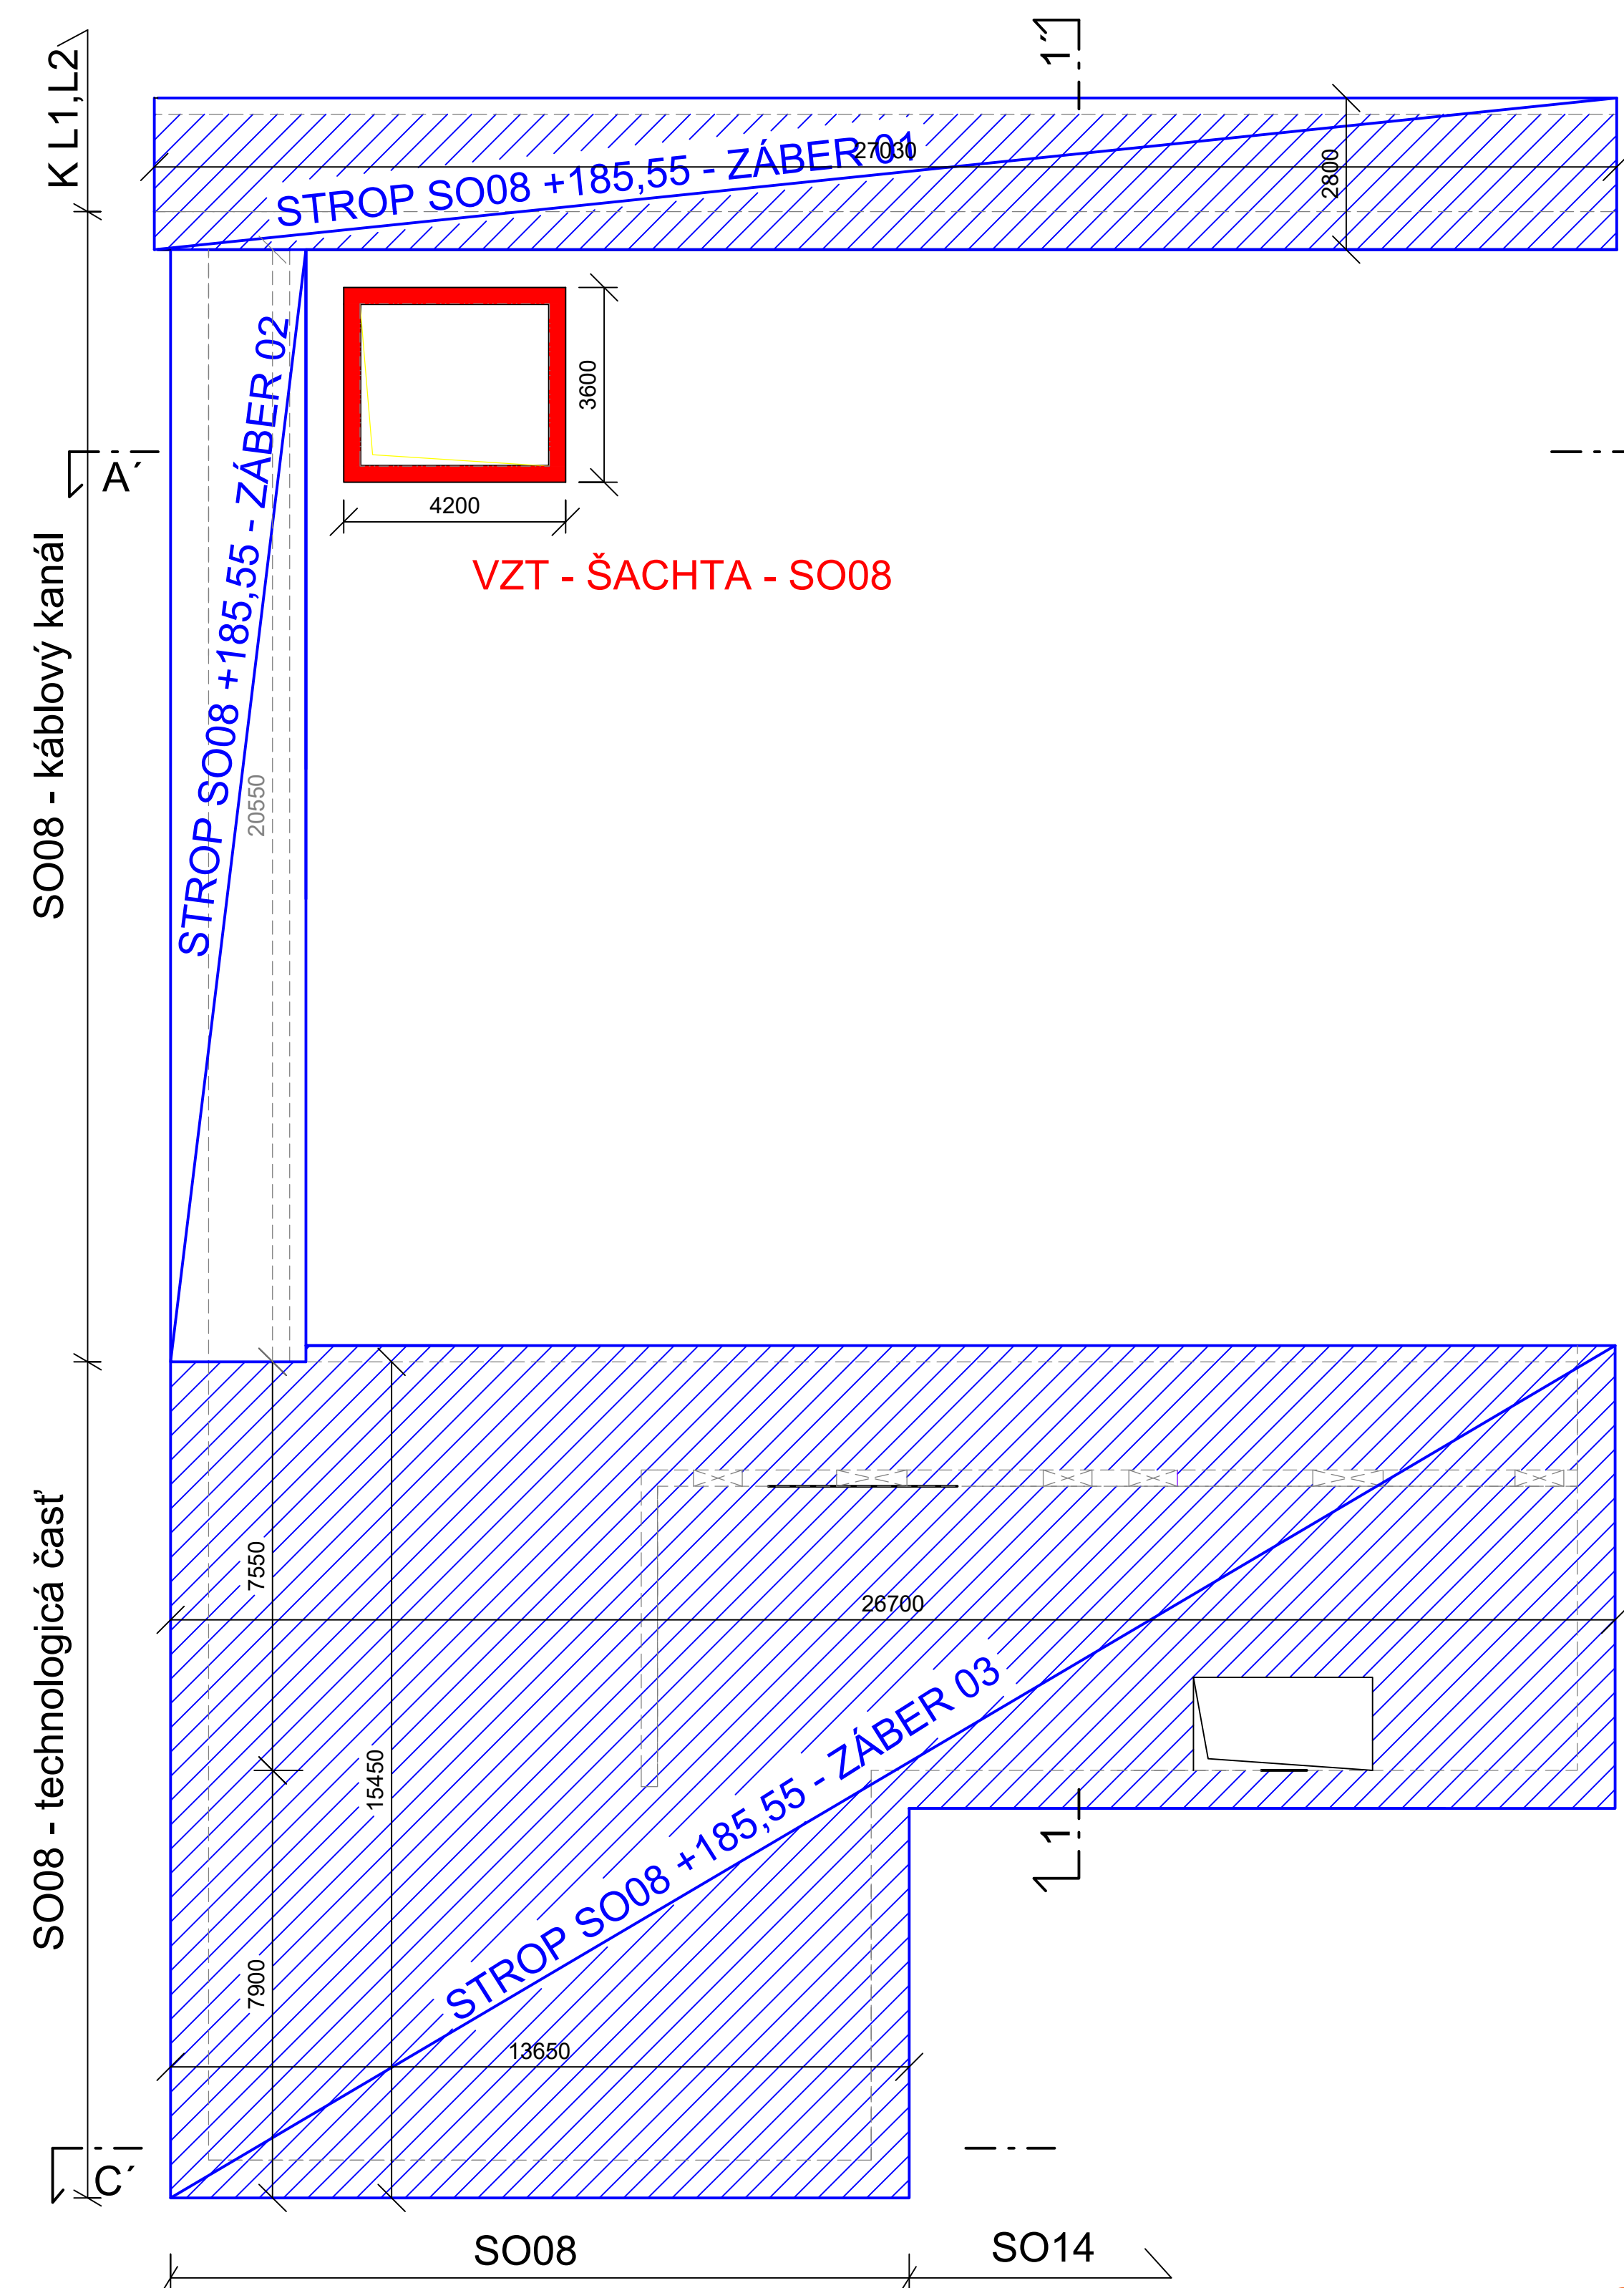 1´
K L1,L2
STROP SO08 +185,55 - ZÁBER 01
27030
2800
STROP SO08 +185,55 - ZÁBER 02
3600
A´
4200
VZT - ŠACHTA - SO08
SO08 - káblový kanál
20550
SO08 - technologicá časť
7550
26700
STROP SO08 +185,55 - ZÁBER 03
15450
1
7900
13650
C´
SO08
SO14